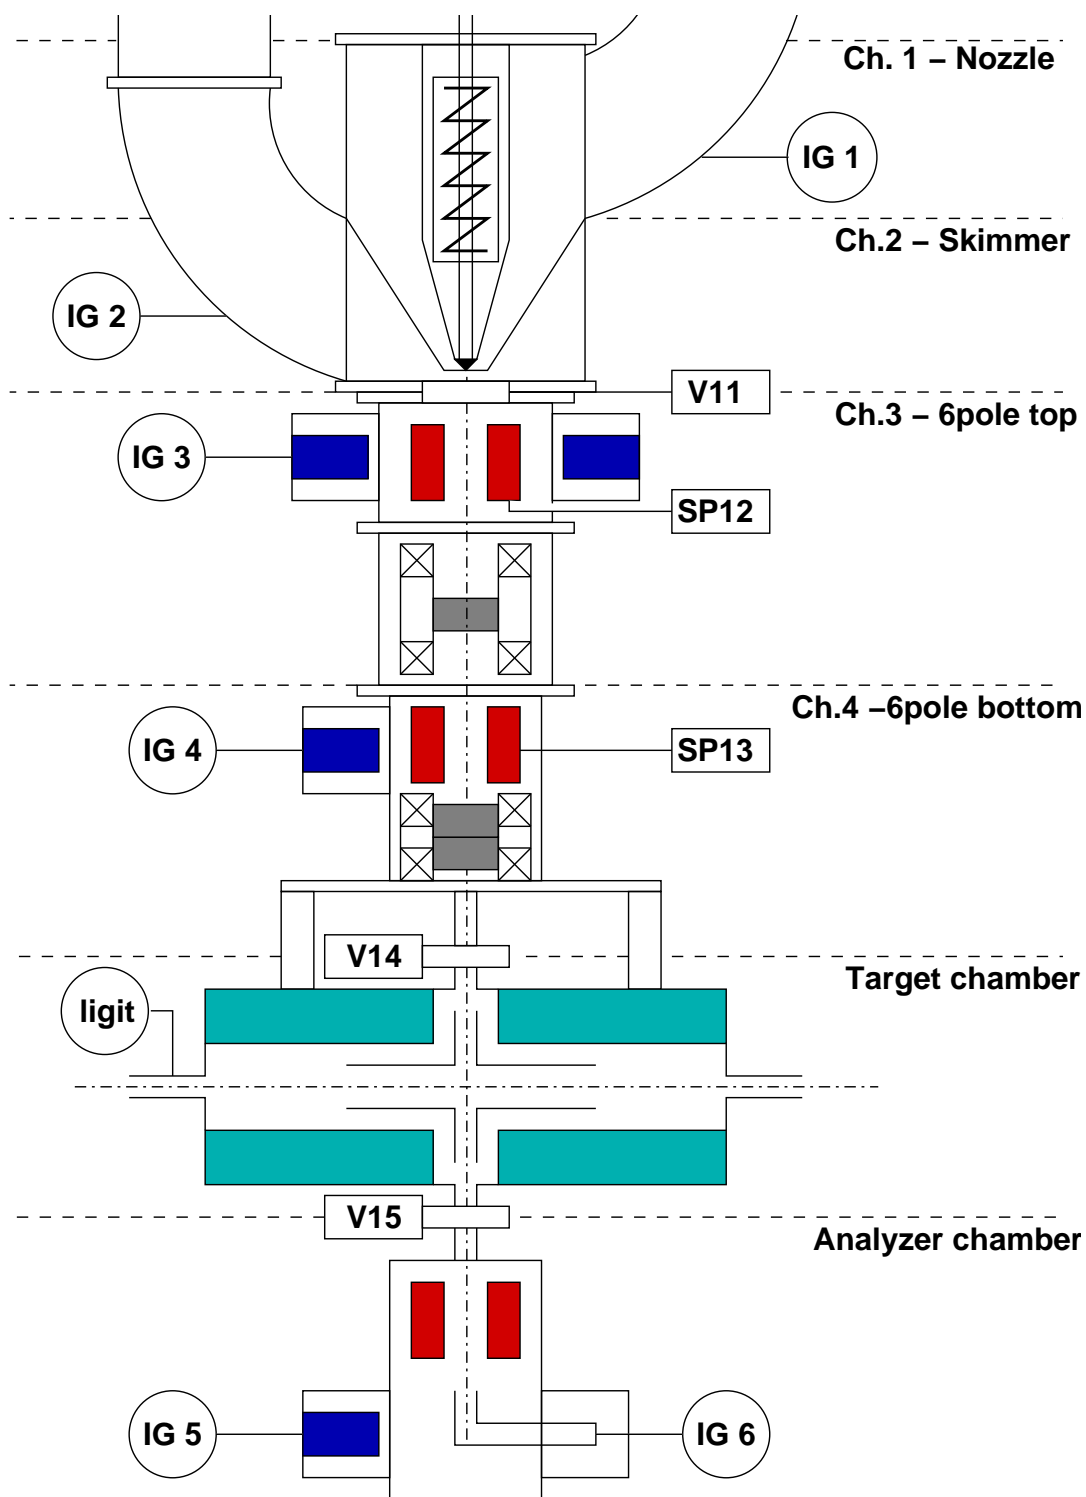 Ch. 1 – Nozzle
IG 1
Ch.2 – Skimmer
IG 2
V11
Ch.3 – 6pole top
IG 3
SP12
Ch.4 –6pole bottom
IG 4
SP13
V14
Target chamber
ligit
V15
Analyzer chamber
IG 5
IG 6